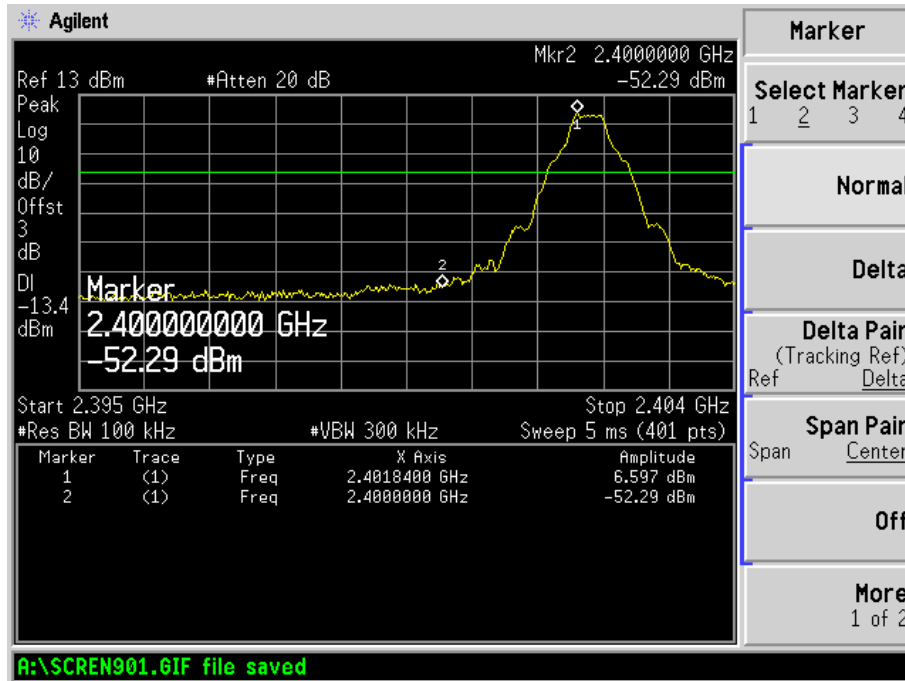 Agilent
Marker
Mkr2 2.4000000 GHz
Ref 13 dBm #Atten 20 dB -52.29 dBm
Peak
Log
10
dB/
Offst
3
dB
DI
-13.4
dBm
1
2
Marker
2.400000000 GHz
-52.29 dBm
Start 2.395 GHz Stop 2.404 GHz
#Res BW 100 kHz #VBW 300 kHz Sweep 5 ms (401 pts)
Marker Trace Type X Axis Amplitude
1 (1) Freq 2.4018400 GHz 6.597 dBm
2 (1) Freq 2.4000000 GHz -52.29 dBm
Select Marker
1 2 3 4
Normal
Delta
Delta Pair
(Tracking Ref)
Ref Delta
Span Pair
Span Center
Off
More
1 of 2
A:\SCREN901.GIF file saved